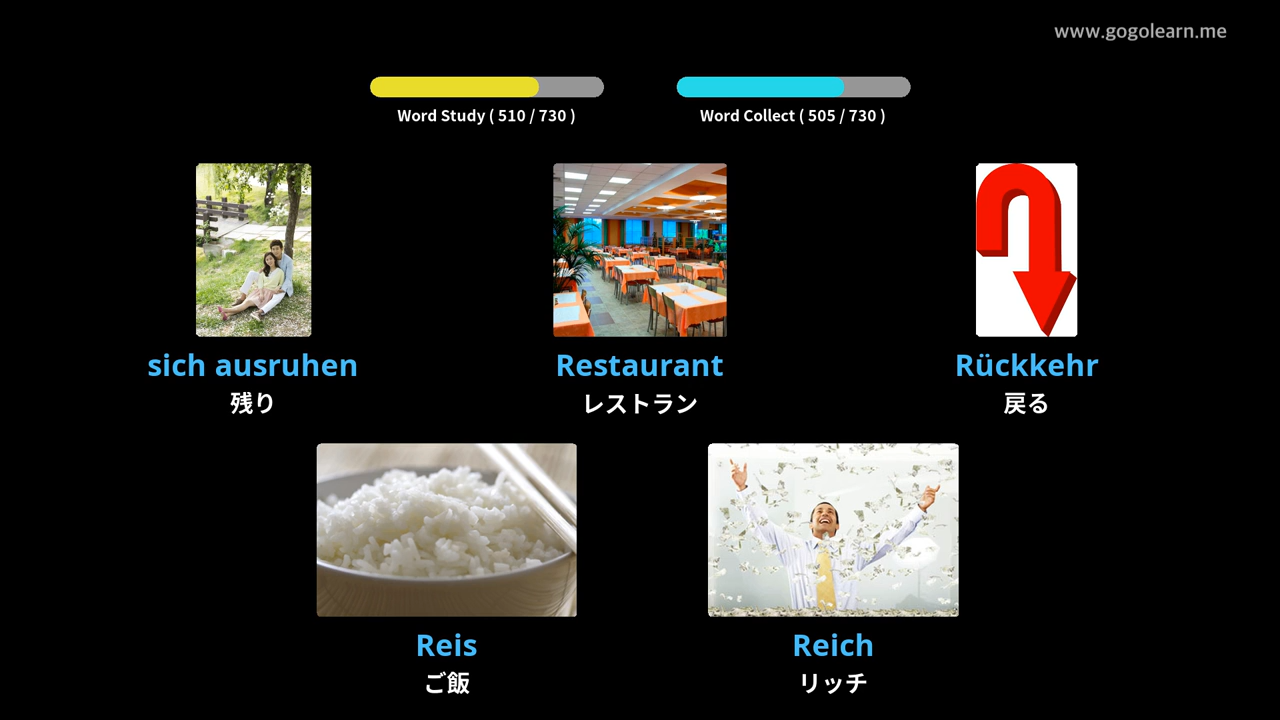 www.gogolearn.me
Word Study ( 510 / 730 )
Word Collect ( 505 / 730 )
sich ausruhen
残り
Restaurant
レストラン
Rückkehr
戻る
Reis
ご飯
Reich
リッチ